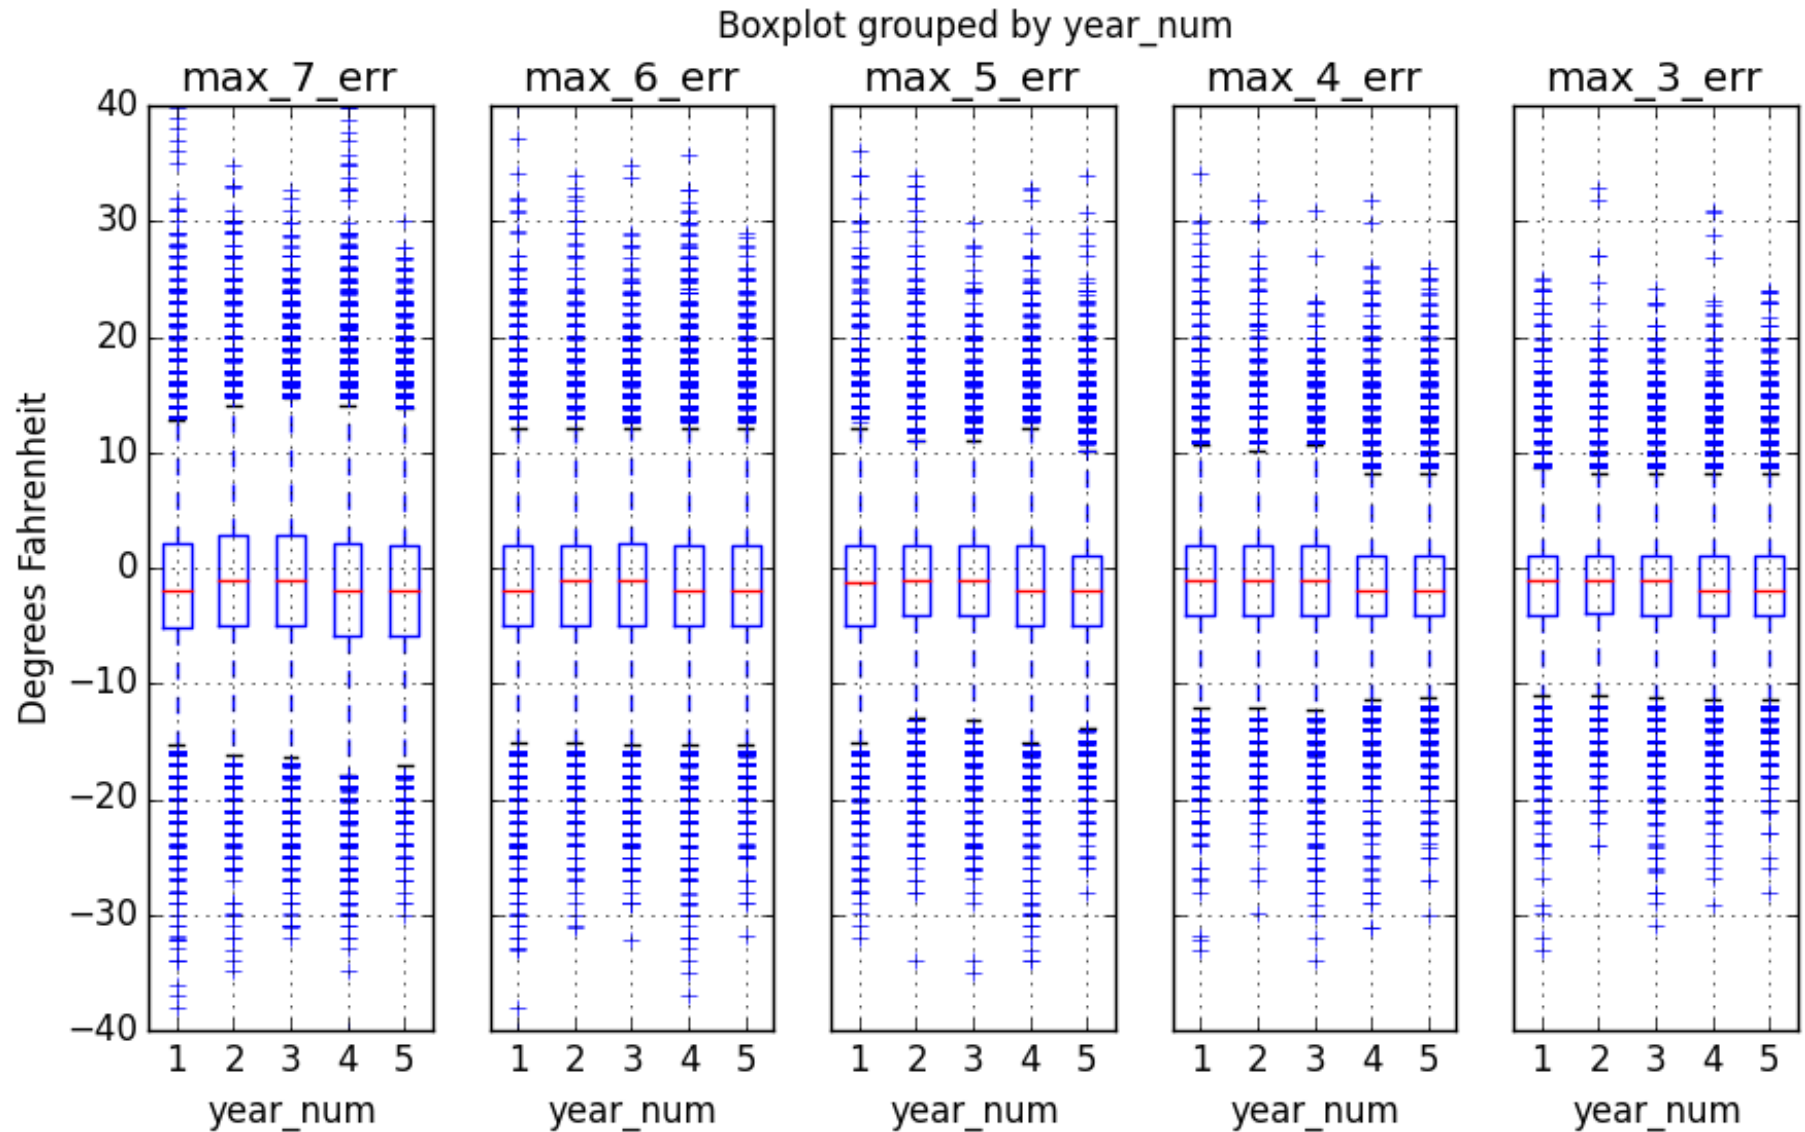 Boxplot grouped by year_num
max_7_err max_6_err max_5_err max_4_err max_3_err
Degrees Fahrenheit
40
30
20
10
0
−10
−20
−30
−40
1 2 3 4 5 1 2 3 4 5 1 2 3 4 5 1 2 3 4 5 1 2 3 4 5
year_num year_num year_num year_num year_num